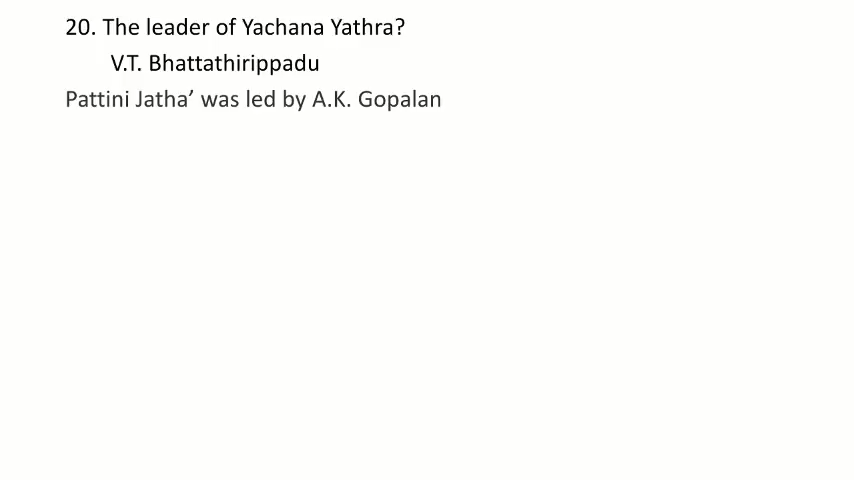 20. The leader of Yachana Yathra?
V.T. Bhattathirippadu
Pattini Jatha’ was led by A.K. Gopalan